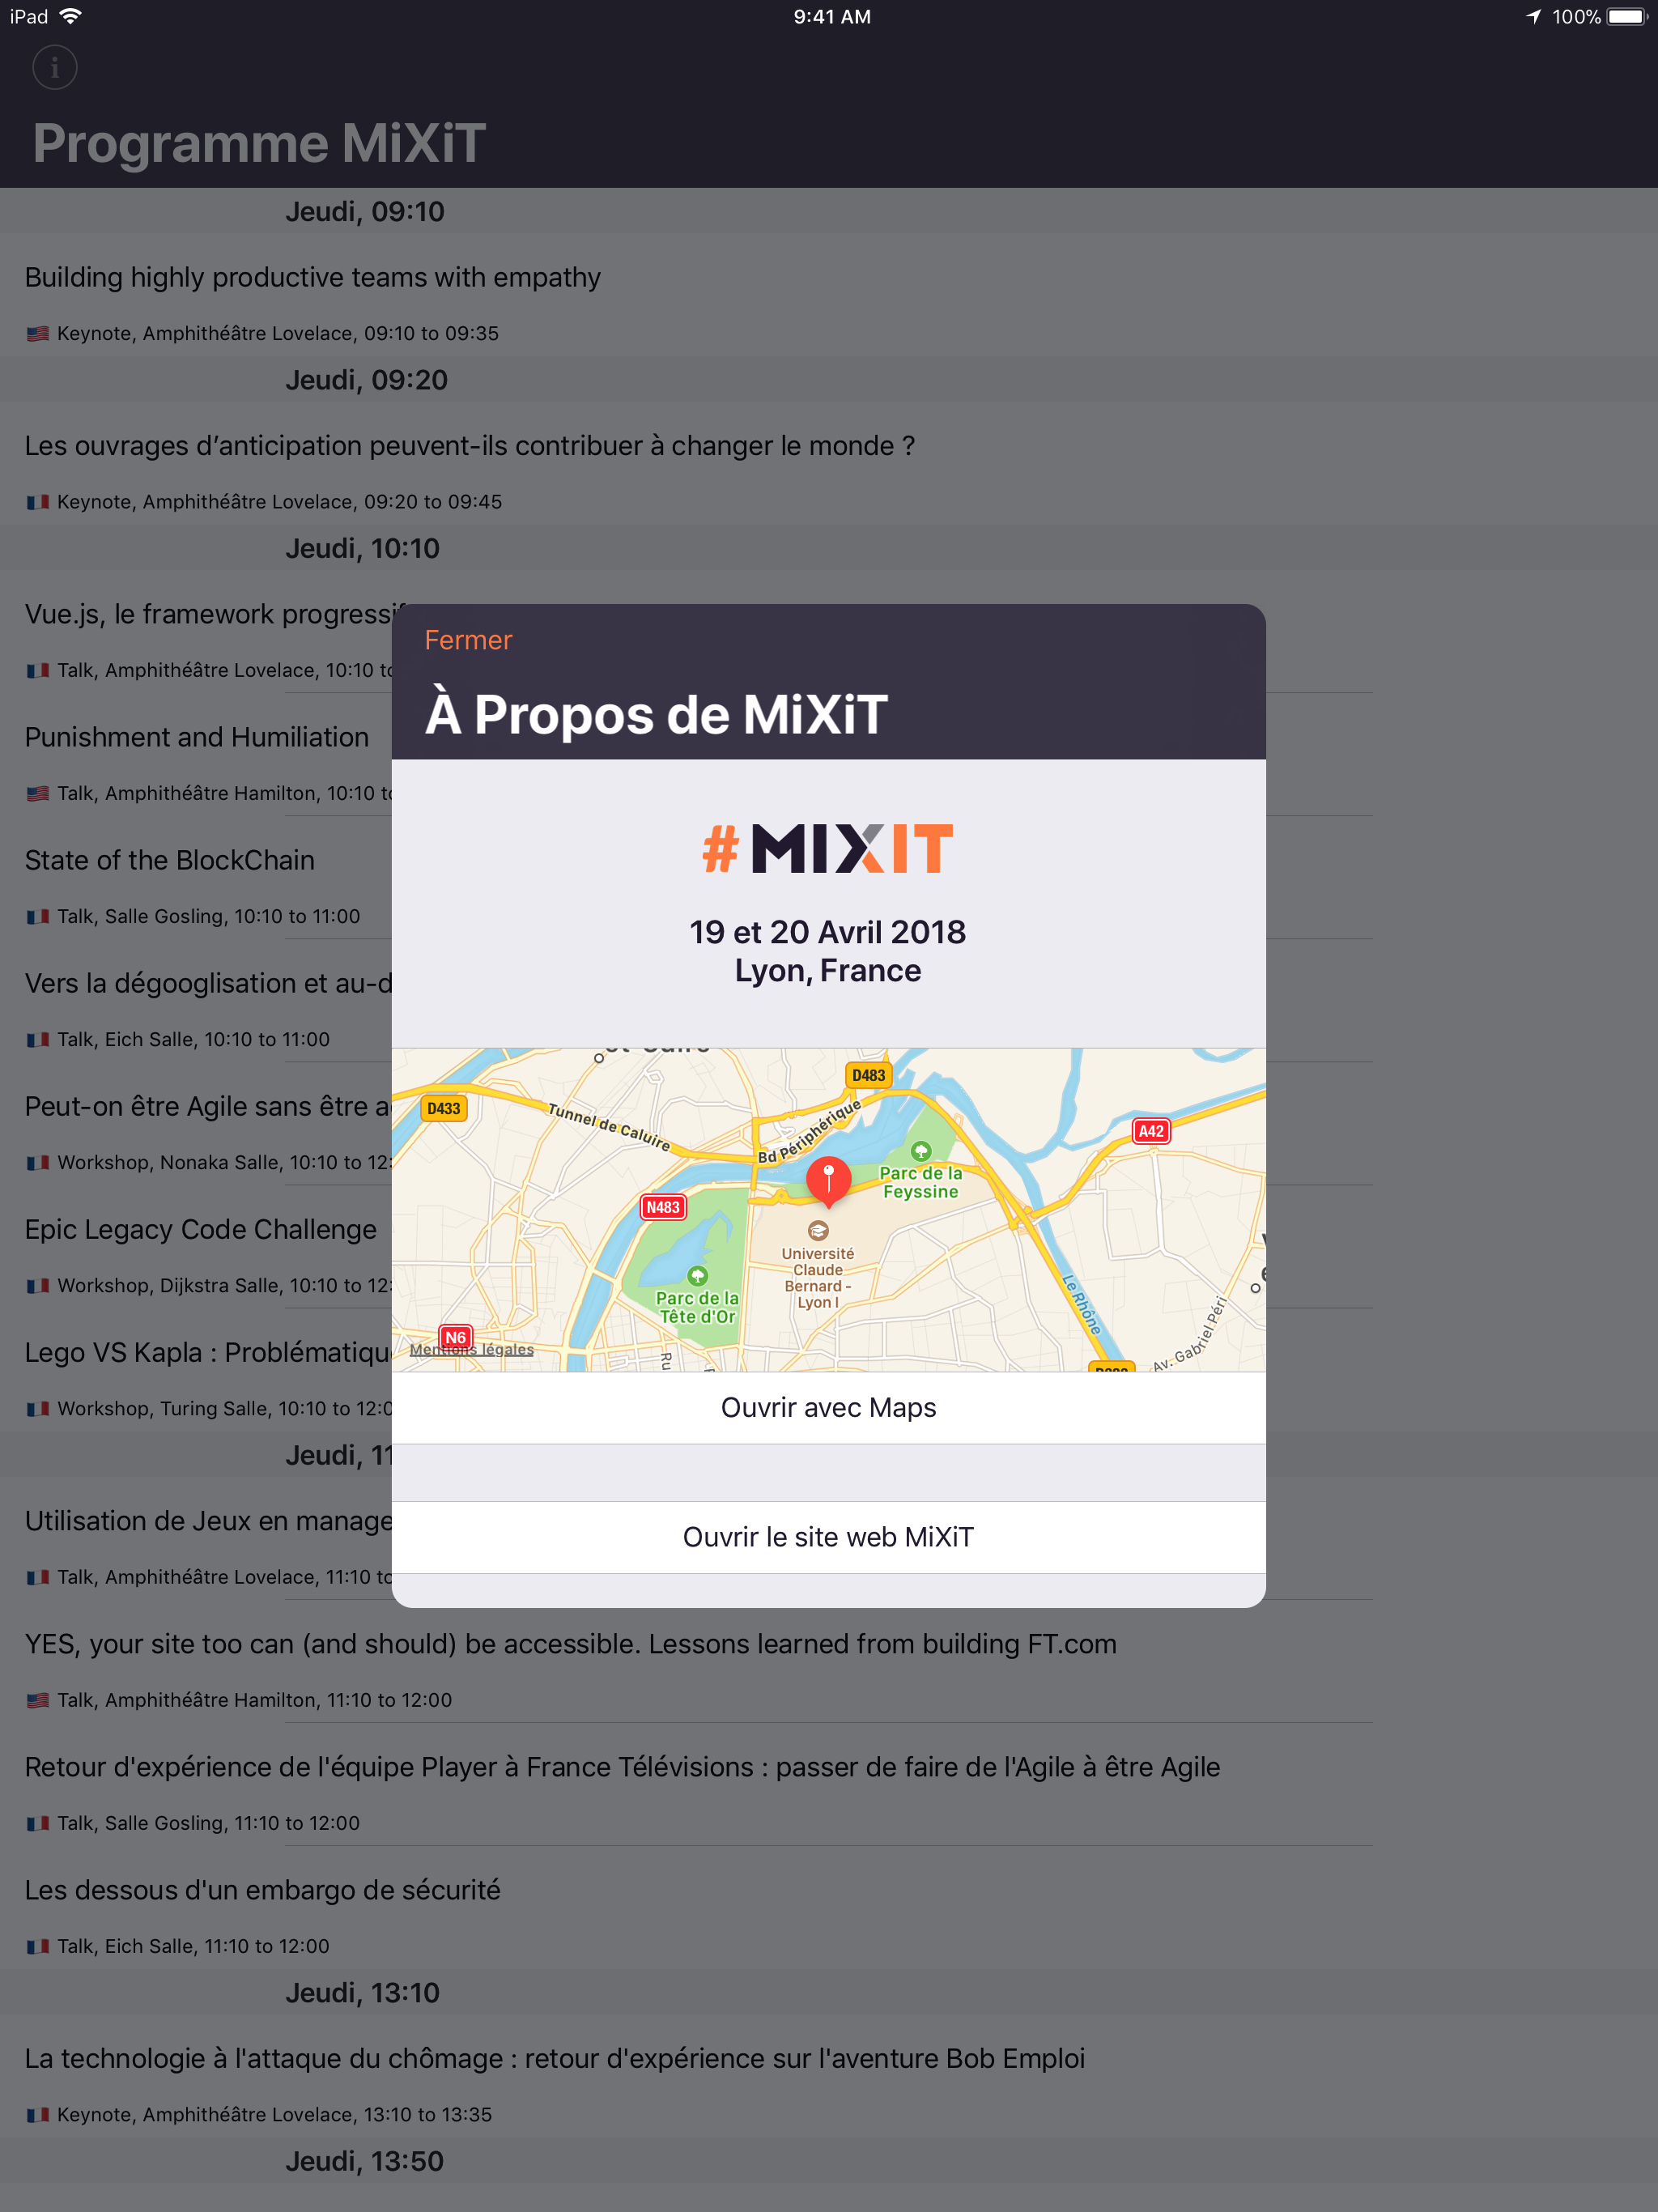 iPad 9:41 AM 100%
Programme MiXiT
Jeudi, 09:10
Building highly productive teams with empathy
🇺🇸 Keynote, Amphithéâtre Lovelace, 09:10 to 09:35
Jeudi, 09:20
Les ouvrages d’anticipation peuvent-ils contribuer à changer le monde ?
🇫🇷 Keynote, Amphithéâtre Lovelace, 09:20 to 09:45
Jeudi, 10:10
Vue.js, le framework progressif
🇫🇷 Talk, Amphithéâtre Lovelace, 10:10 to
Punishment and Humiliation
🇺🇸 Talk, Amphithéâtre Hamilton, 10:10 to
State of the BlockChain
🇫🇷 Talk, Salle Gosling, 10:10 to 11:00
Vers la dégooglisation et au-d
🇫🇷 Talk, Eich Salle, 10:10 to 11:00
Peut-on être Agile sans être a
🇫🇷 Workshop, Nonaka Salle, 10:10 to 12:
Epic Legacy Code Challenge
🇫🇷 Workshop, Dijkstra Salle, 10:10 to 12:
Lego VS Kapla : Problématiqu
🇫🇷 Workshop, Turing Salle, 10:10 to 12:0
Jeudi, 11
Utilisation de Jeux en manage
🇫🇷 Talk, Amphithéâtre Lovelace, 11:10 to
YES, your site too can (and should) be accessible. Lessons learned from building FT.com
🇺🇸 Talk, Amphithéâtre Hamilton, 11:10 to 12:00
Retour d'expérience de l'équipe Player à France Télévisions : passer de faire de l'Agile à être Agile
🇫🇷 Talk, Salle Gosling, 11:10 to 12:00
Les dessous d'un embargo de sécurité
🇫🇷 Talk, Eich Salle, 11:10 to 12:00
Jeudi, 13:10
La technologie à l'attaque du chômage : retour d'expérience sur l'aventure Bob Emploi
🇫🇷 Keynote, Amphithéâtre Lovelace, 13:10 to 13:35
Jeudi, 13:50
Fermer
À Propos de MiXiT
#MIXIT
19 et 20 Avril 2018
Lyon, France
D483
D433
Tunnel de Caluire
Bd Périphérique
A42
Parc de la
Feyssine
N483
Université
Claude
Bernard -
Lyon I
Parc de la
Tête d'Or
Le Rhône
Av. Gabriel Péri
N6
Mentions légales
Ru
Ouvrir avec Maps
Ouvrir le site web MiXiT